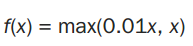 f(x) = max(0.01x, x)